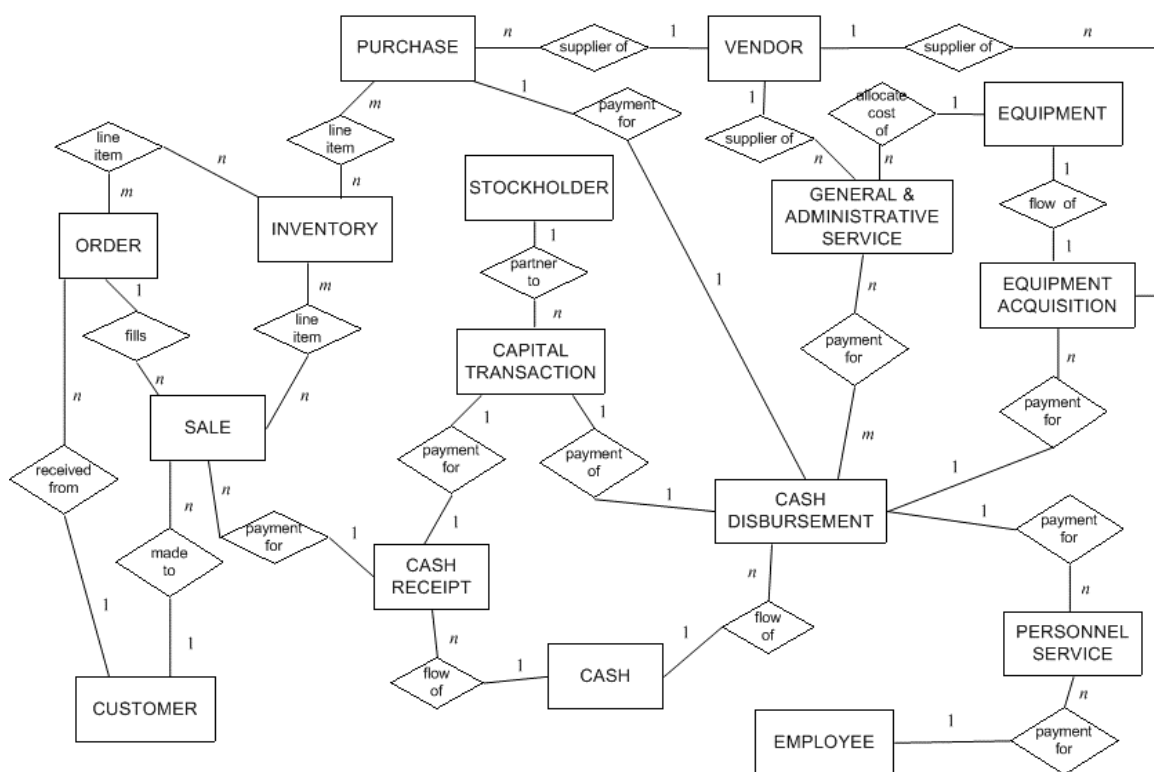 PURCHASE
n
supplier of
1
VENDOR
1
supplier of
n
1
payment
for
1
allocate
cost
of
1
EQUIPMENT
m
line
item
n
line
item
n
m
supplier of
n
n
STOCKHOLDER
GENERAL &
ADMINISTRATIVE
SERVICE
1
flow of
1
ORDER
INVENTORY
1
partner
to
n
1
EQUIPMENT
ACQUISITION
1
fills
n
m
line
item
n
n
payment
for
m
n
payment
for
1
CAPITAL
TRANSACTION
SALE
n
1
payment
for
1
1
payment
of
1
received
from
1
CASH
DISBURSEMENT
1
payment
for
n
n
made
to
1
n
payment
for
1
CASH
RECEIPT
n
flow
of
1
CASH
1
n
flow
of
PERSONNEL
SERVICE
n
CUSTOMER
EMPLOYEE
1
payment
for